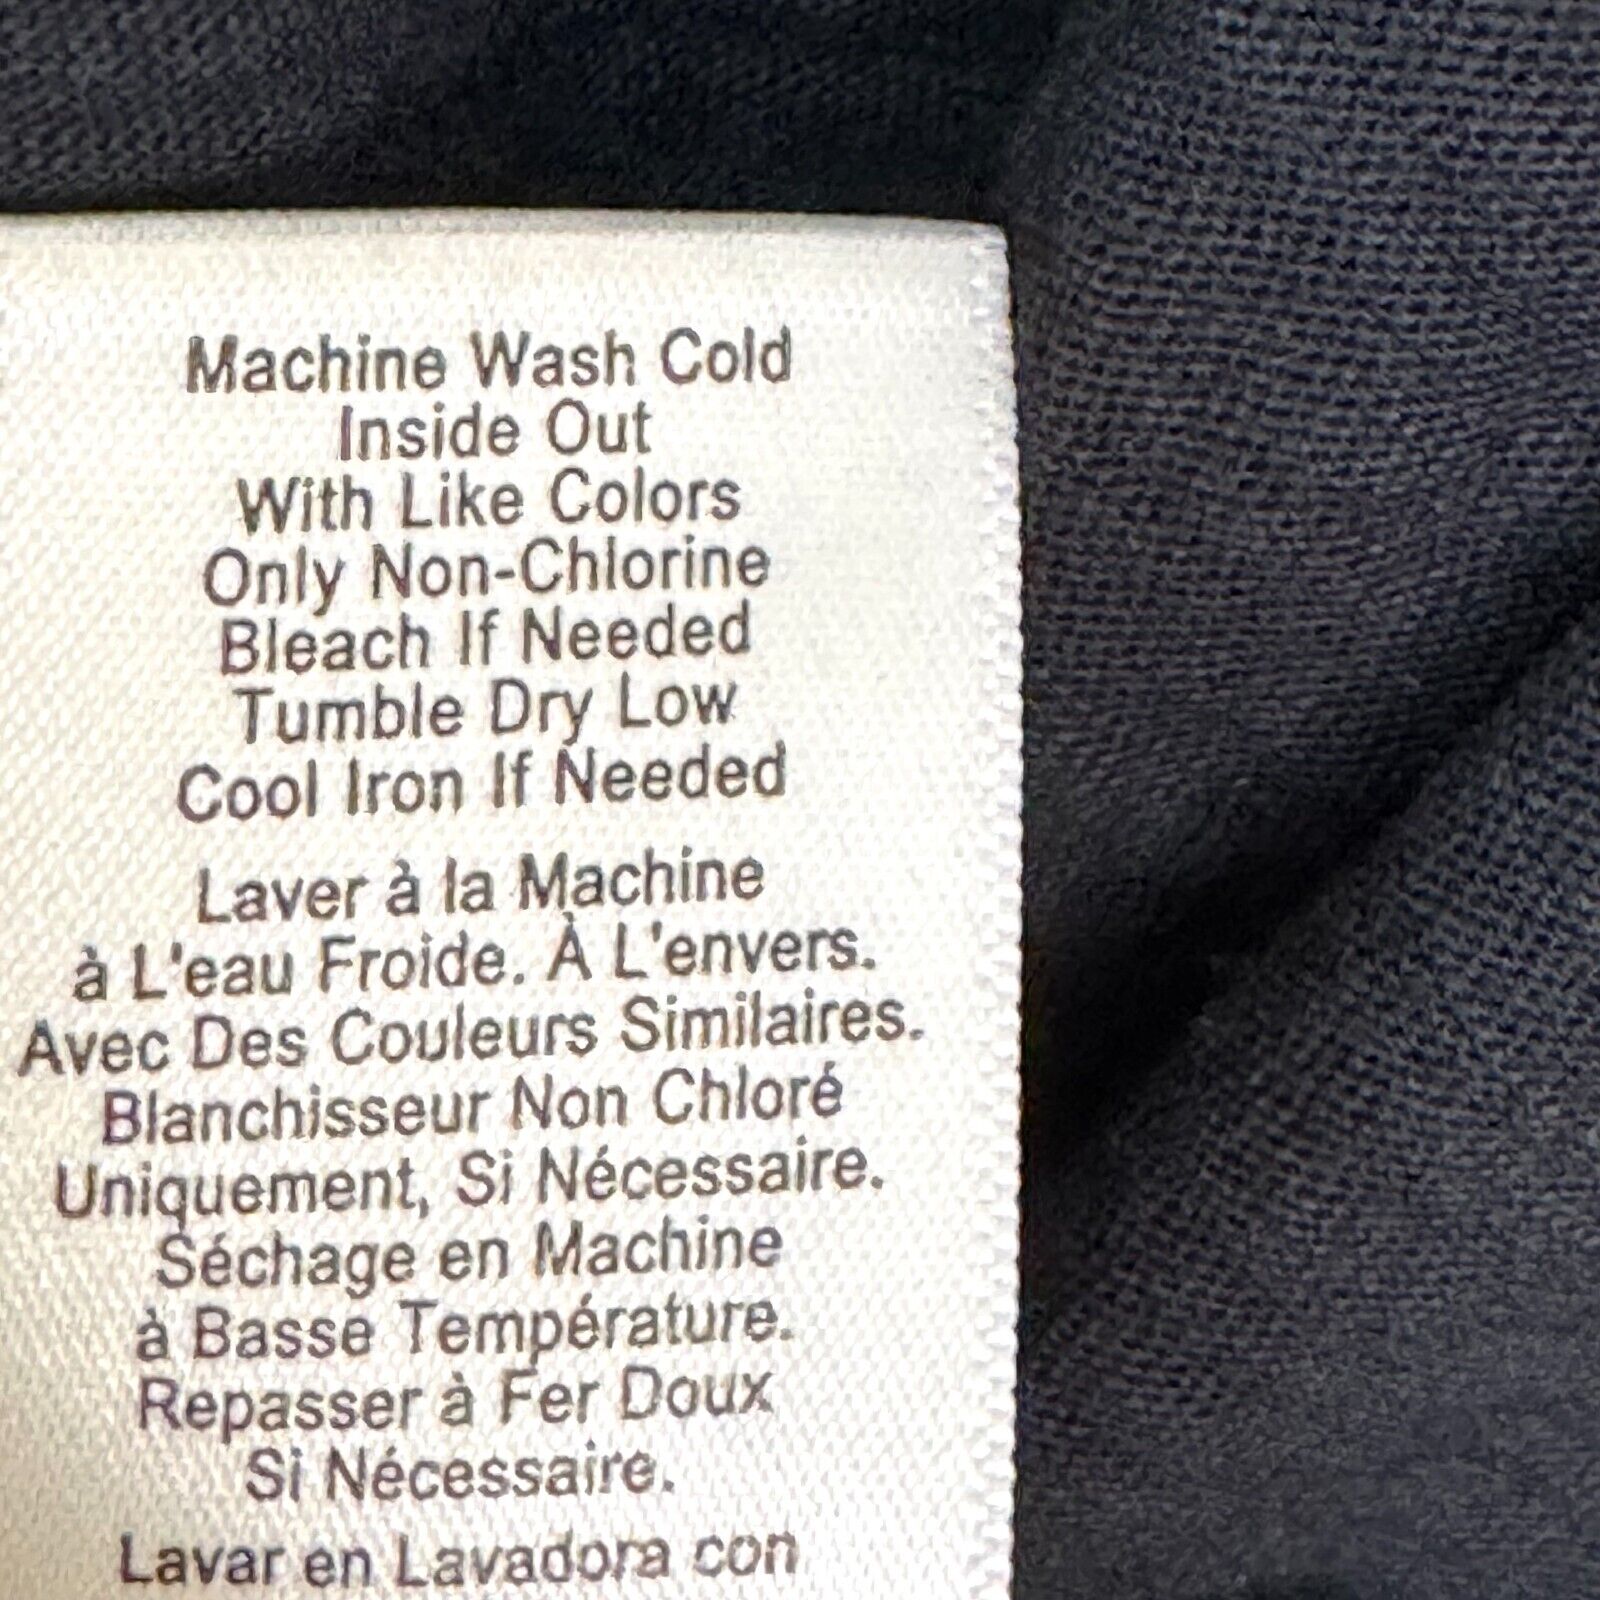 Machine Wash Cold
Inside Out
With Like Colors
Only Non-Chlorine
Bleach If Needed
Tumble Dry Low
Cool Iron If Needed
Laver à la Machine
à L'eau Froide. À L'envers.
Avec Des Couleurs Similaires.
Blanchisseur Non Chloré
Uniquement, Si Nécessaire.
Séchage en Machine
à Basse Température.
Repasser à Fer Doux
Si Nécessaire.
Lavar en Lavadora con